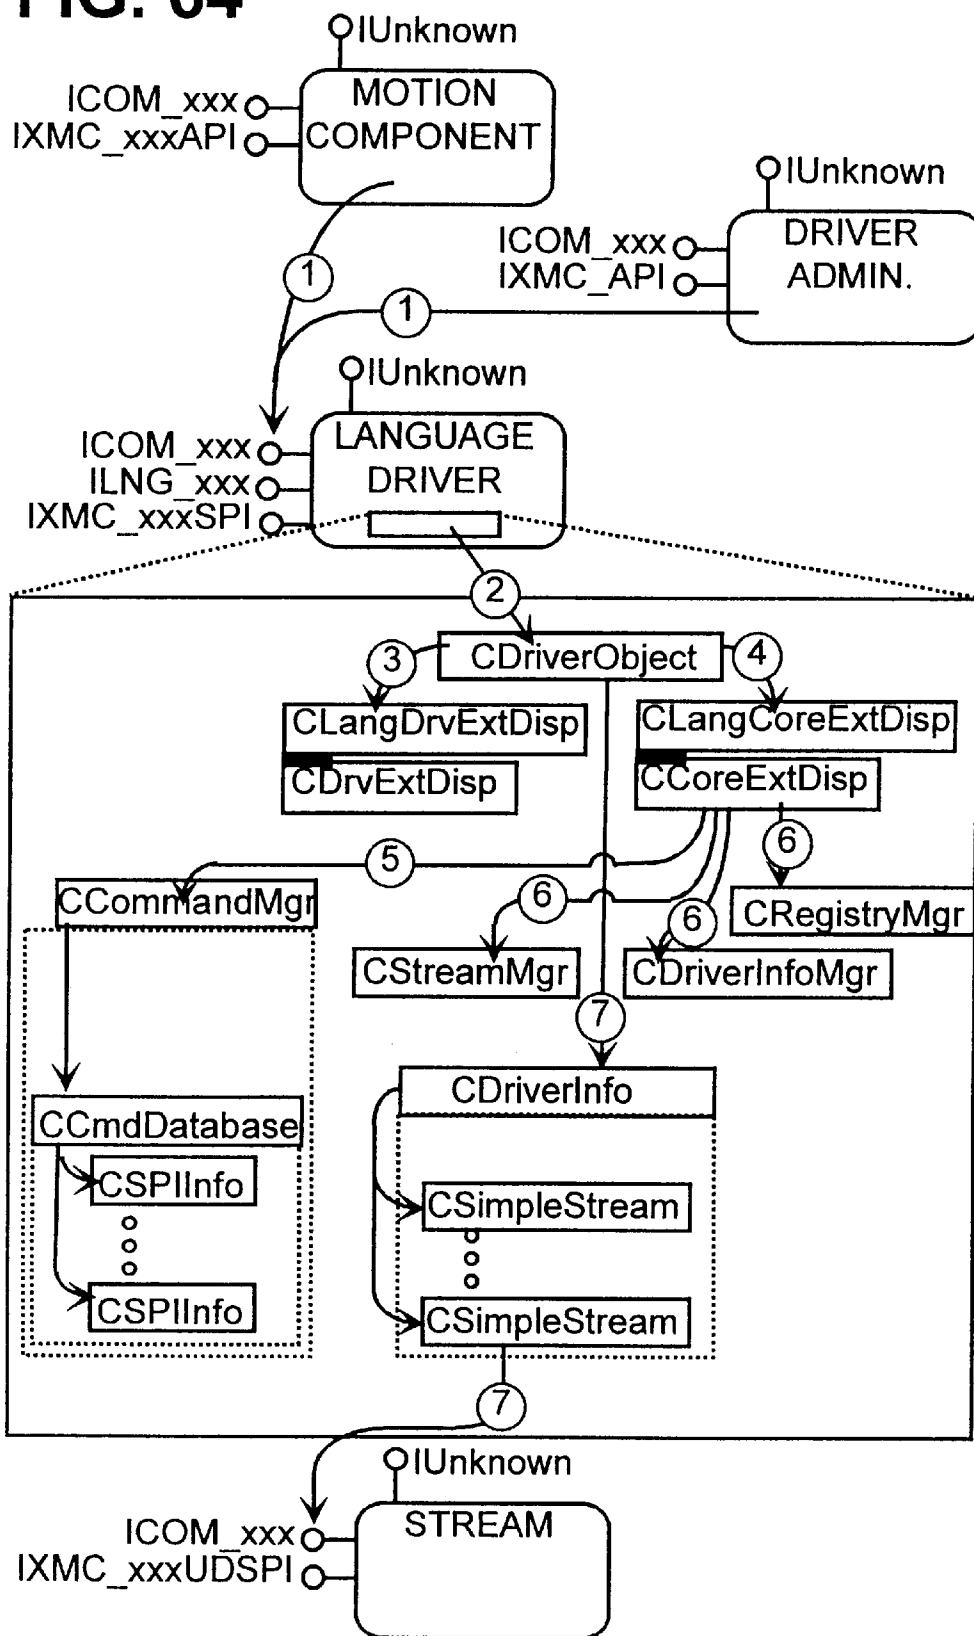 FIG. 64
IUnknown
MOTION
COMPONENT
ICOM_xxx
IXMC_xxxAPI
IUnknown
DRIVER
ADMIN.
ICOM_xxx
IXMC_API
1
1
IUnknown
LANGUAGE
DRIVER
ICOM_xxx
ILNG_xxx
IXMC_xxxSPI
2
CDriverObject
3
4
CLangDrvExtDisp
CDrvExtDisp
CLangCoreExtDisp
CCoreExtDisp
5
6
6
6
CCommandMgr
CRegistryMgr
CStreamMgr
CDriverInfoMgr
7
CDriverInfo
CCmdDatabase
CSPIInfo
CSPIInfo
CSimpleStream
CSimpleStream
7
IUnknown
STREAM
ICOM_xxx
IXMC_xxxUDSPI